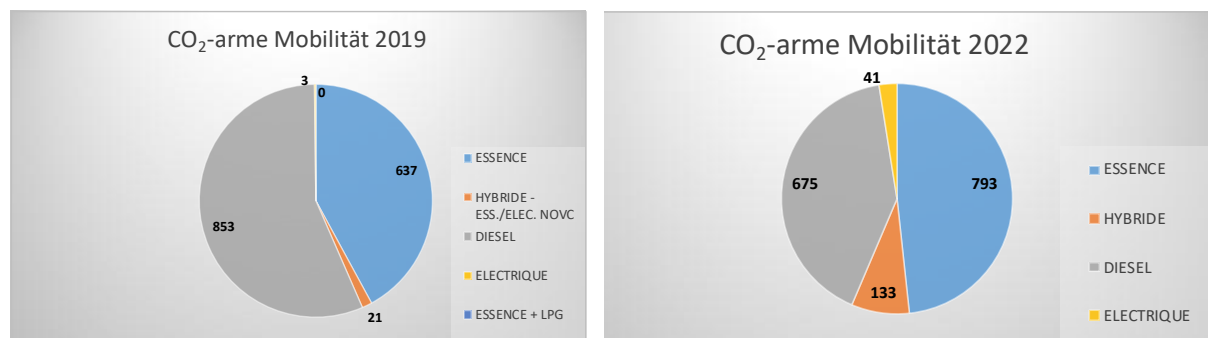 CO₂-arme Mobilität 2019
3
0
637
853
21
ESSENCE
HYBRIDE -
ESS./ELEC. NOVC
DIESEL
ELECTRIQUE
ESSENCE + LPG
CO₂-arme Mobilität 2022
41
675
793
133
ESSENCE
HYBRIDE
DIESEL
ELECTRIQUE